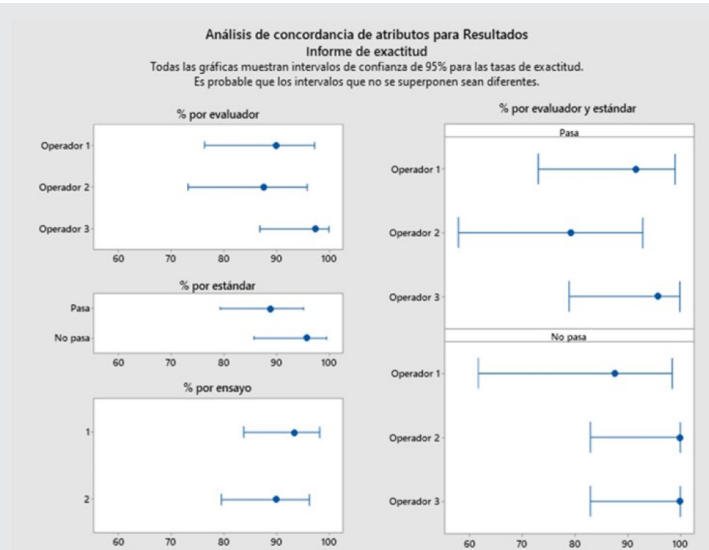 Análisis de concordancia de atributos para Resultados
Informe de exactitud
Todas las gráficas muestran intervalos de confianza de 95% para las tasas de exactitud.
Es probable que los intervalos que no se superponen sean diferentes.
% por evaluador
Operador 1
Operador 2
Operador 3
60 70 80 90 100
% por estándar
Pasa
No pasa
60 70 80 90 100
% por ensayo
1
2
60 70 80 90 100
% por evaluador y estándar
Pasa
Operador 1
Operador 2
Operador 3
No pasa
Operador 1
Operador 2
Operador 3
60 70 80 90 100